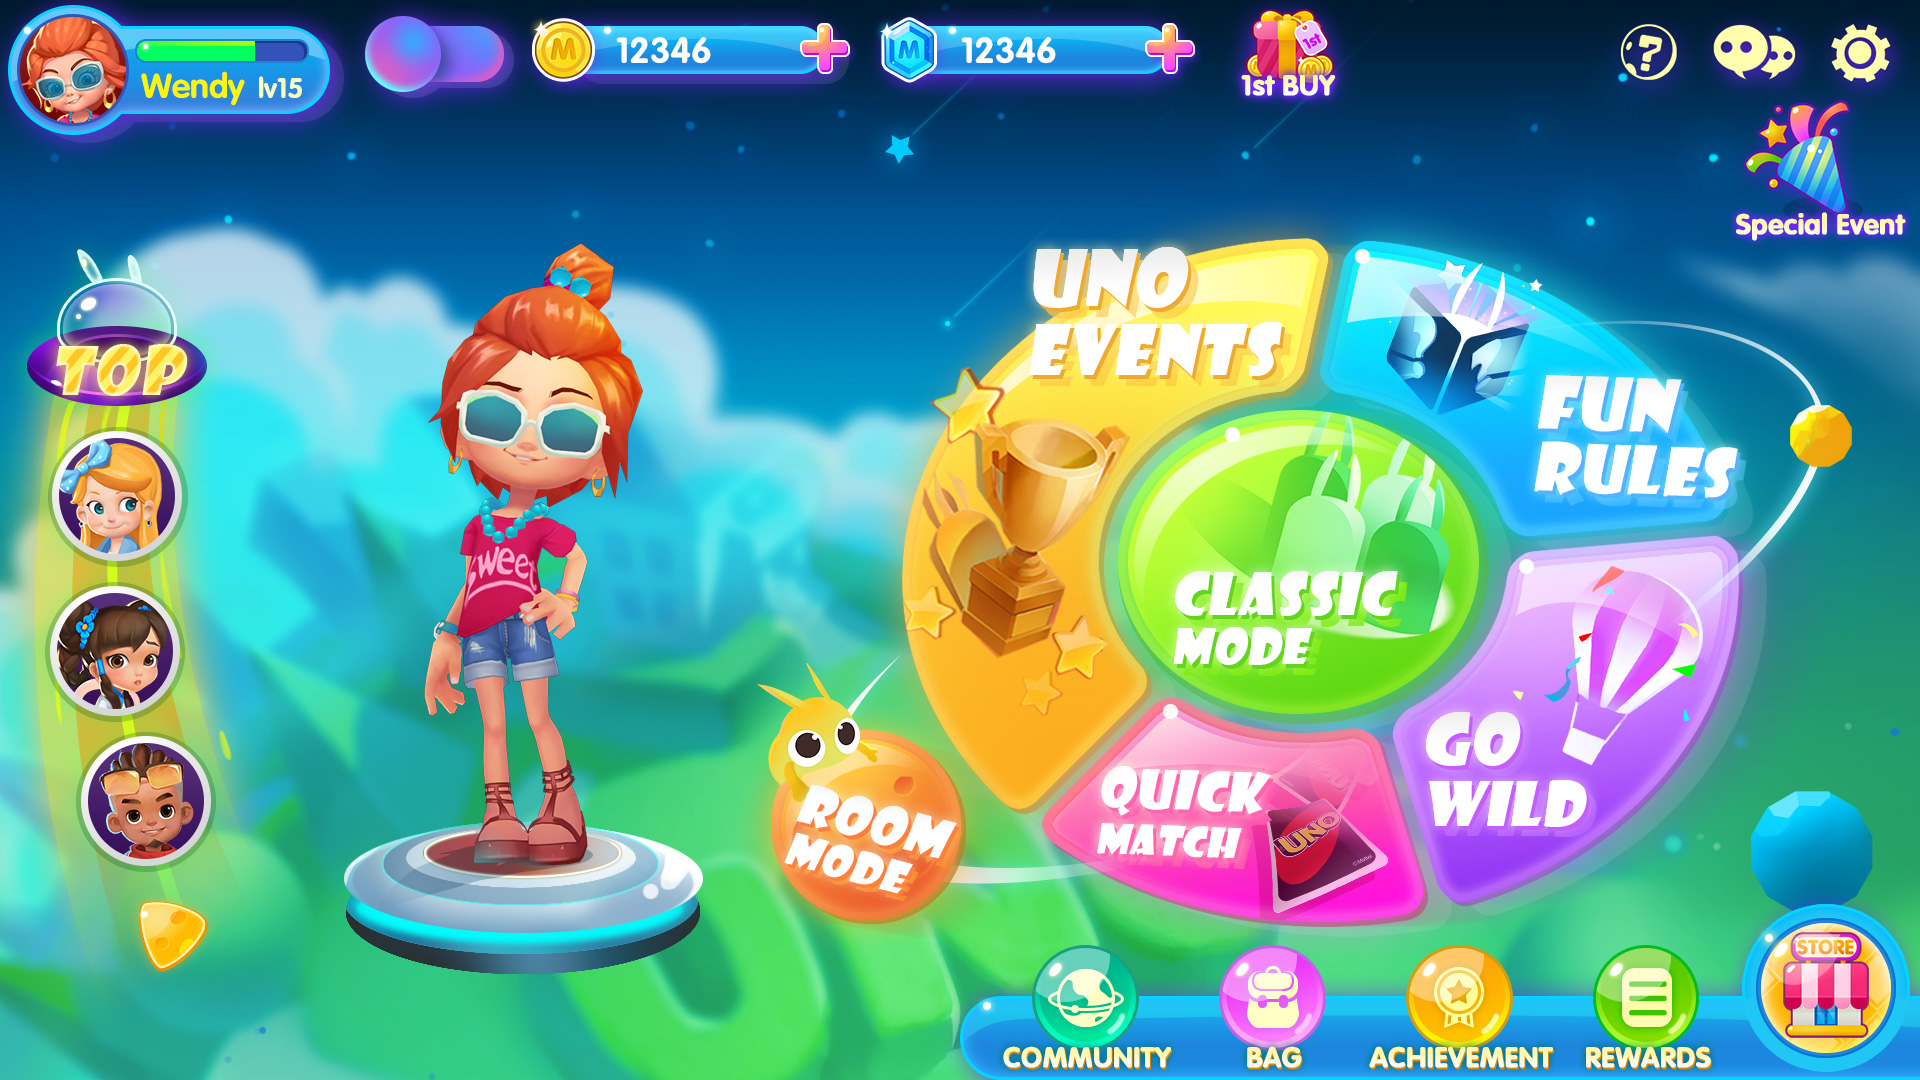 Wendy lv15
12346
12346
1st
1st BUY
Special Event
TOP
UNO
EVENTS
FUN
RULES
CLASSIC
MODE
GO
WILD
QUICK
MATCH
UNO
ROOM
MODE
STORE
COMMUNITY
BAG
ACHIEVEMENT
REWARDS